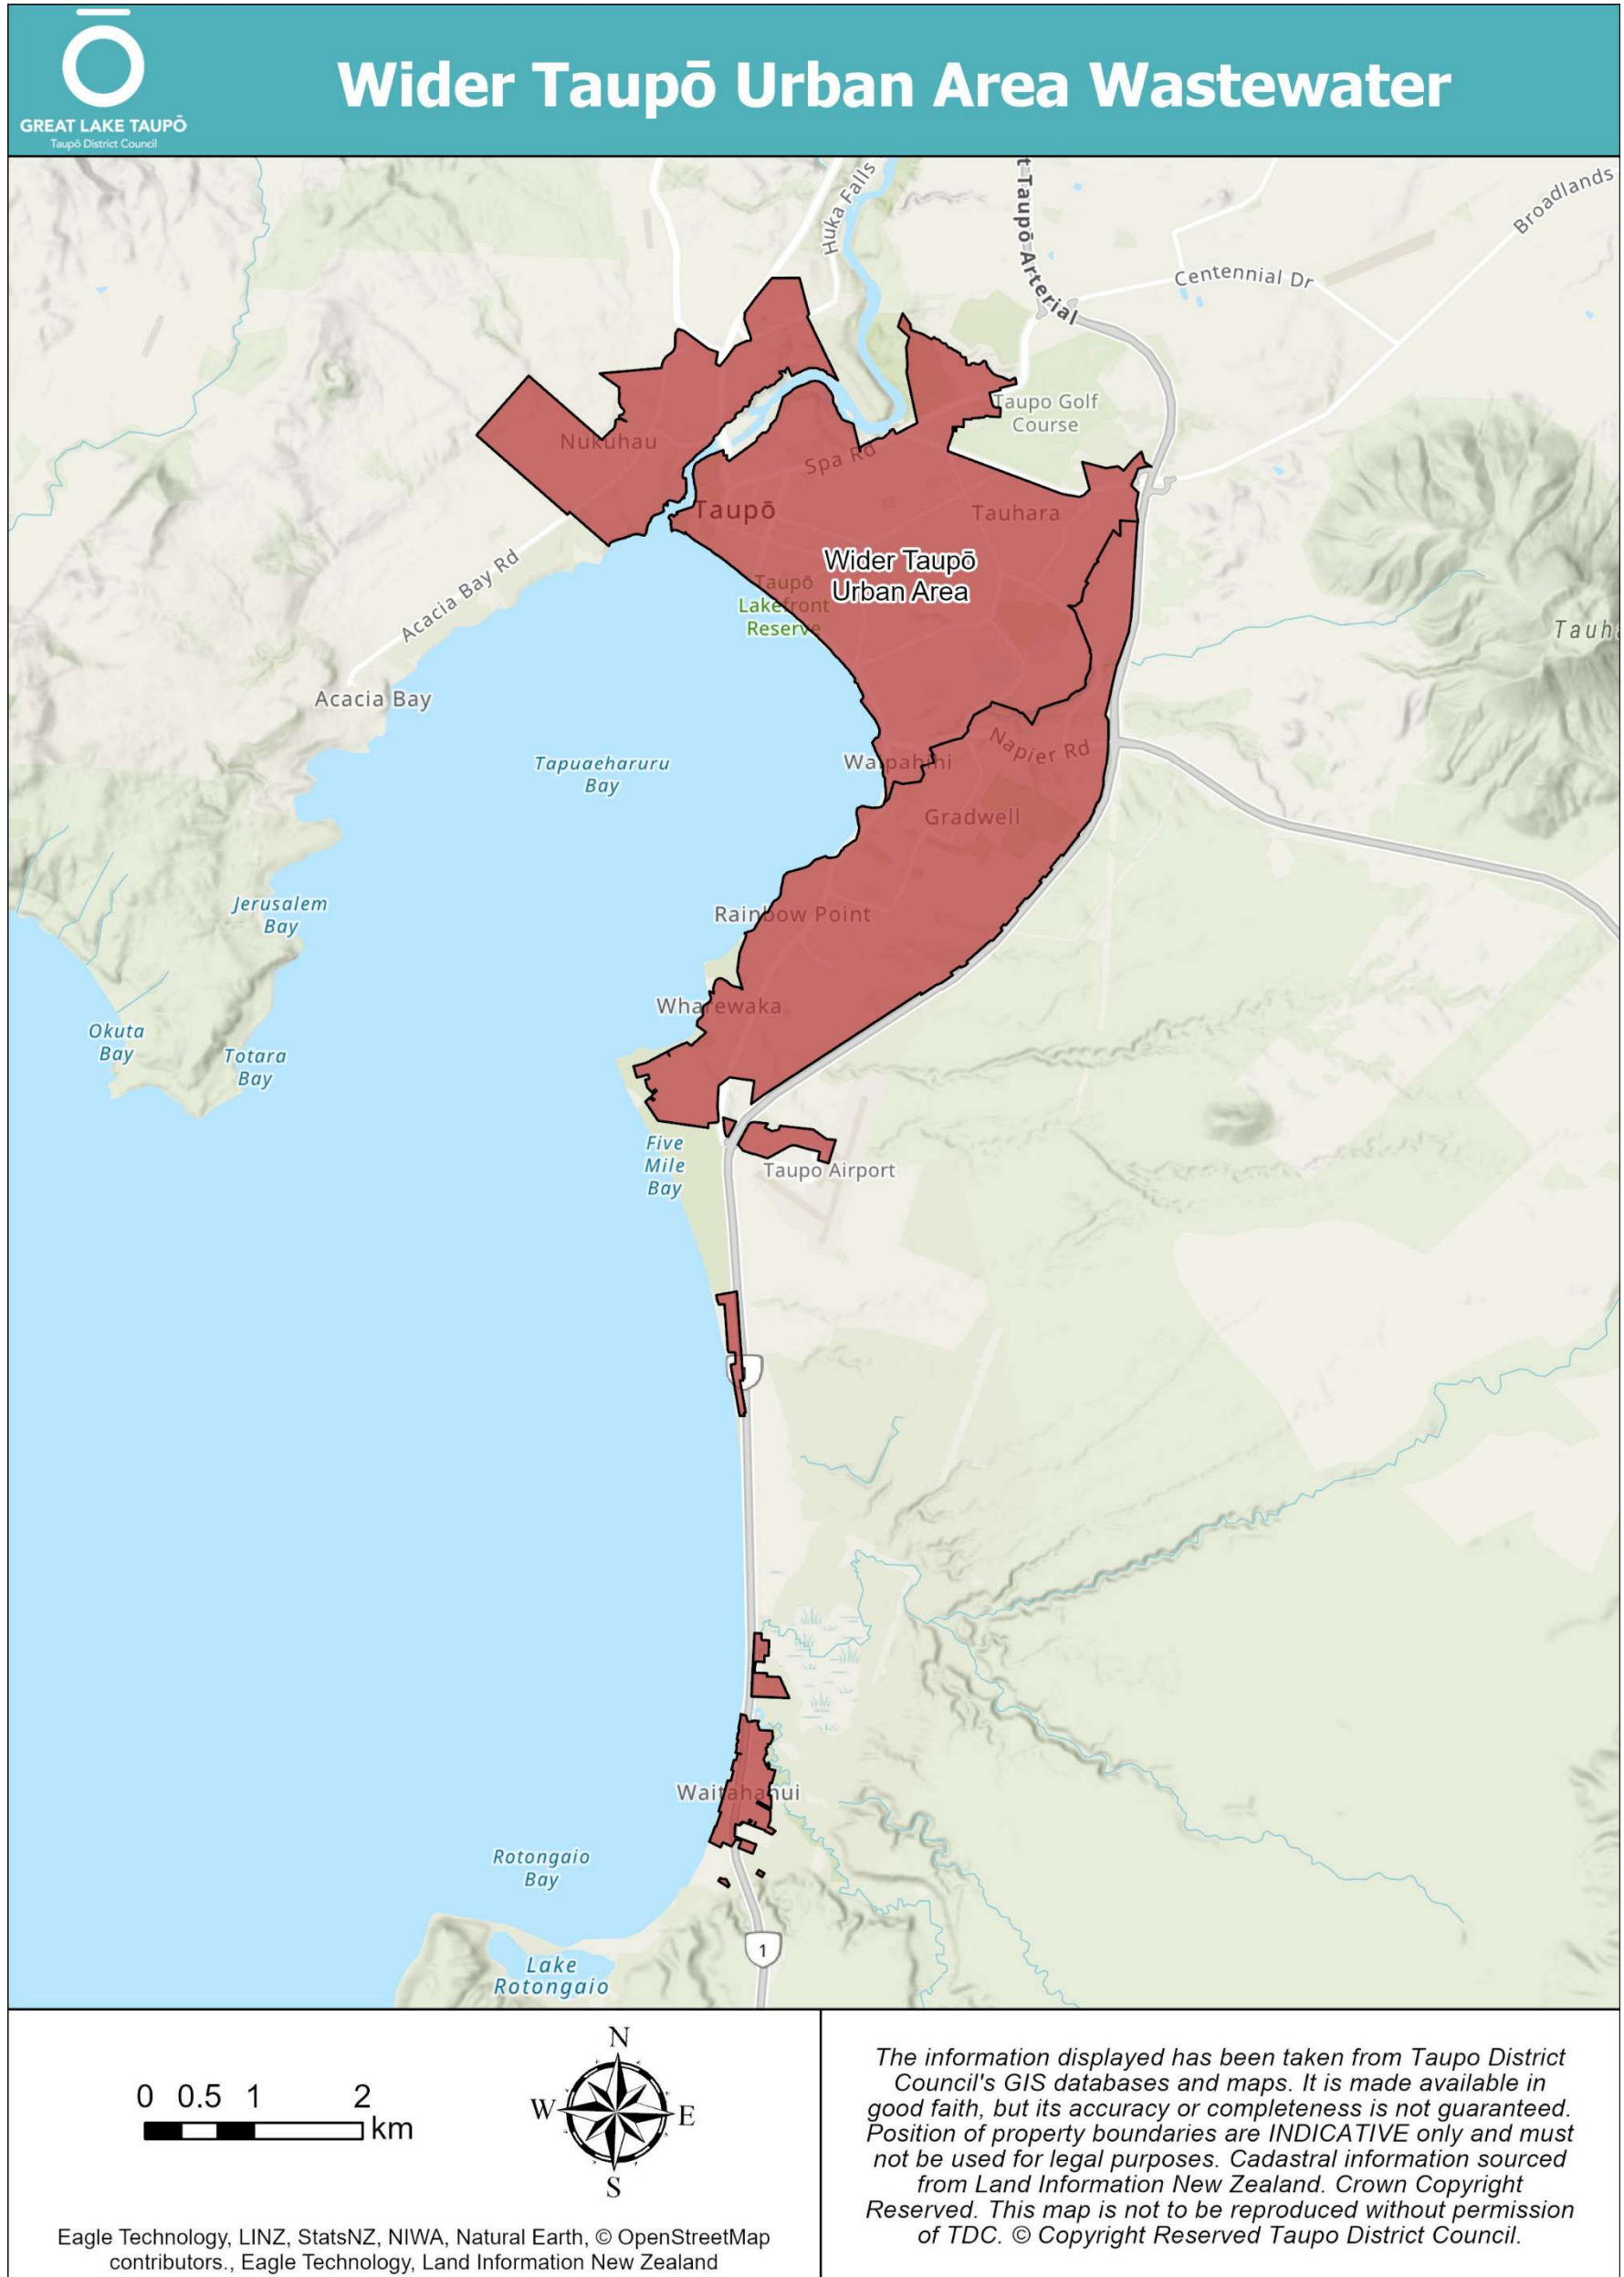 GREAT LAKE TAUPŌ
Taupō District Council
Wider Taupō Urban Area Wastewater
Huka Falls
t Taupō Arterial
Broadlands
Centennial Dr
Taupo Golf
Course
Nukuhau
Spa Rd
Taupō
Tauhara
Wider Taupō
Urban Area
Taupō
Lakefront
Reserve
Acacia Bay Rd
Tauh
Acacia Bay
Tapuaeharuru
Bay
Waipahihi
Napier Rd
Gradwell
Jerusalem
Bay
Rainbow Point
Wharewaka
Okuta
Bay
Totara
Bay
Five
Mile
Bay
Taupo Airport
Waitahanui
Rotongaio
Bay
1
Lake
Rotongaio
0 0.5 1 2
km
N
W E
S
Eagle Technology, LINZ, StatsNZ, NIWA, Natural Earth, © OpenStreetMap
contributors., Eagle Technology, Land Information New Zealand
The information displayed has been taken from Taupo District
Council's GIS databases and maps. It is made available in
good faith, but its accuracy or completeness is not guaranteed.
Position of property boundaries are INDICATIVE only and must
not be used for legal purposes. Cadastral information sourced
from Land Information New Zealand. Crown Copyright
Reserved. This map is not to be reproduced without permission
of TDC. © Copyright Reserved Taupo District Council.